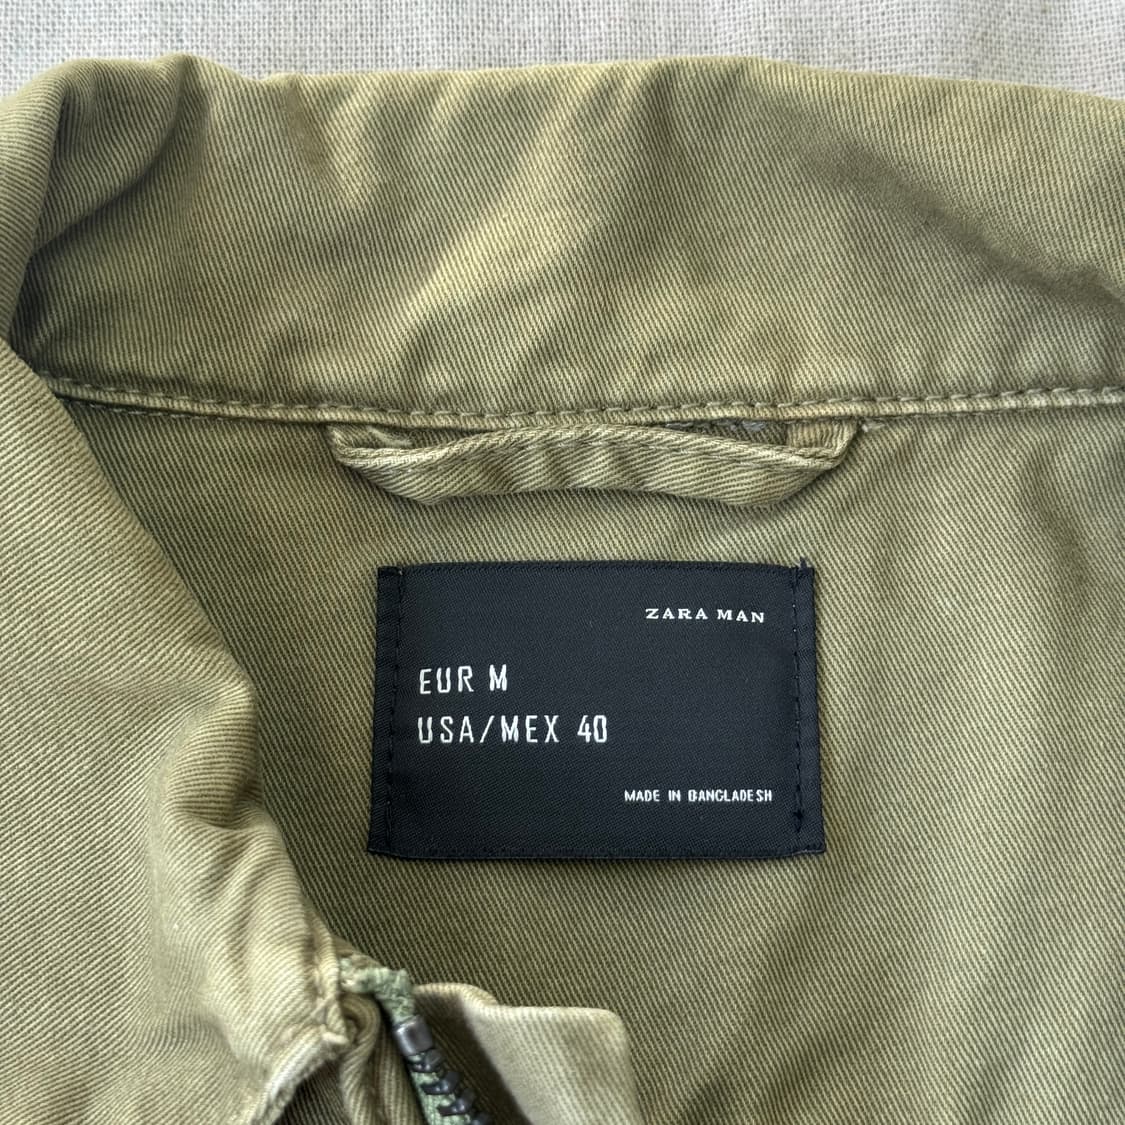 ZARA MAN
EUR M
USA/MEX 40
MADE IN BANGLADESH